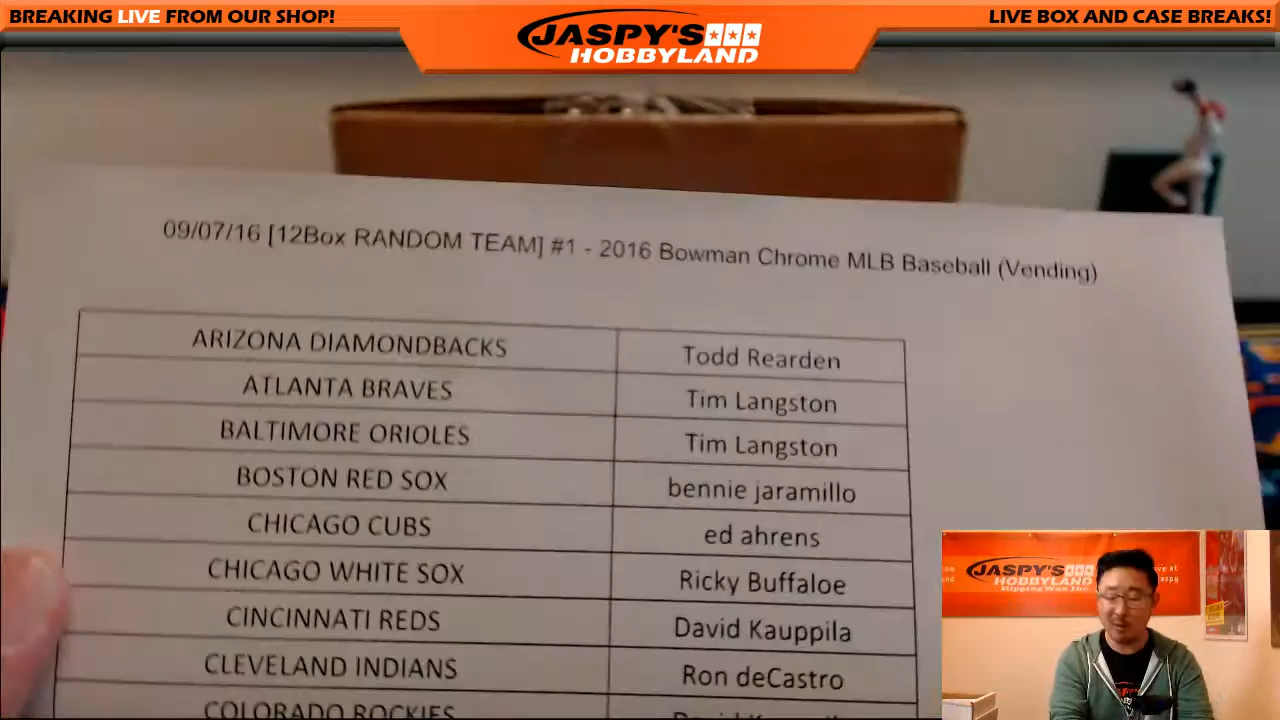 BREAKING LIVE FROM OUR SHOP!
JASPY'S
HOBBYLAND
LIVE BOX AND CASE BREAKS!
09/07/16 [12Box RANDOM TEAM] #1 - 2016 Bowman Chrome MLB Baseball (Vending)
ARIZONA DIAMONDBACKS Todd Rearden
ATLANTA BRAVES Tim Langston
BALTIMORE ORIOLES Tim Langston
BOSTON RED SOX bennie jaramillo
CHICAGO CUBS ed ahrens
CHICAGO WHITE SOX Ricky Buffaloe
CINCINNATI REDS David Kauppila
CLEVELAND INDIANS Ron deCastro
COLORADO ROCKIES
JASPY'S
HOBBYLAND
Ripping Wax Inc